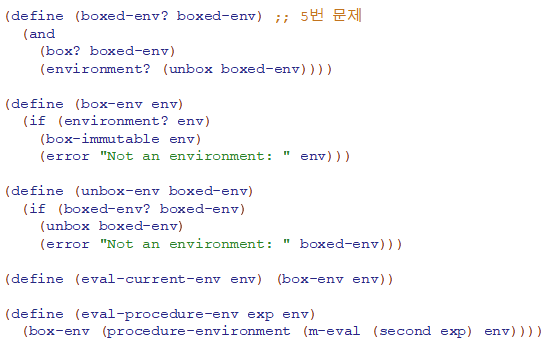 (define (boxed-env? boxed-env) ;; 5번 문제
  (and
    (box? boxed-env)
    (environment? (unbox boxed-env))))

(define (box-env env)
  (if (environment? env)
    (box-immutable env)
    (error "Not an environment: " env)))

(define (unbox-env boxed-env)
  (if (boxed-env? boxed-env)
    (unbox boxed-env)
    (error "Not an environment: " boxed-env)))

(define (eval-current-env env) (box-env env))

(define (eval-procedure-env exp env)
  (box-env (procedure-environment (m-eval (second exp) env))))